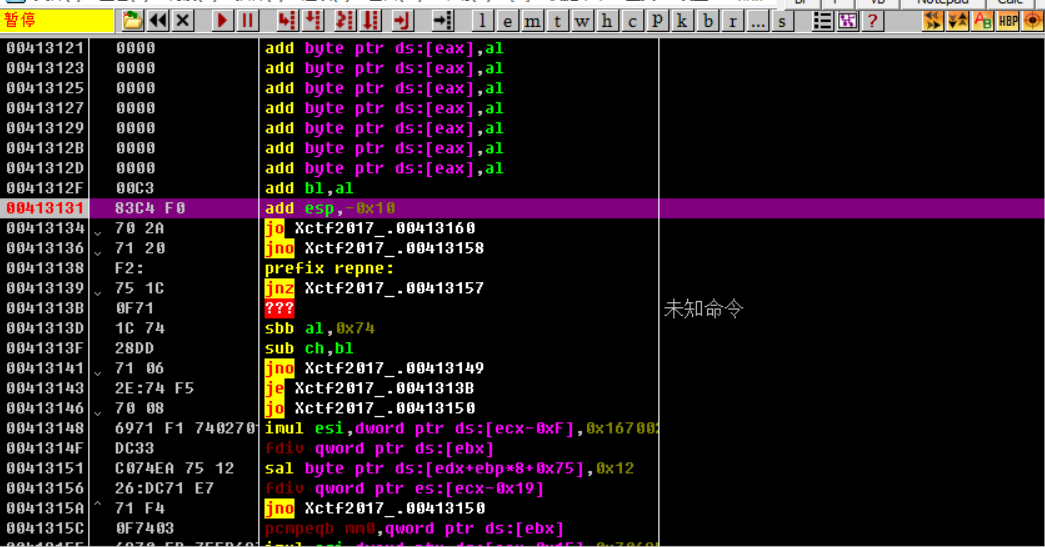 暂停 l e m t w h c P k b r ... s ? HBP
00413121 0000 add byte ptr ds:[eax],al
00413123 0000 add byte ptr ds:[eax],al
00413125 0000 add byte ptr ds:[eax],al
00413127 0000 add byte ptr ds:[eax],al
00413129 0000 add byte ptr ds:[eax],al
0041312B 0000 add byte ptr ds:[eax],al
0041312D 0000 add byte ptr ds:[eax],al
0041312F 00C3 add bl,al
00413131 83C4 F0 add esp,-0x10
00413134 70 2A jo Xctf2017_.00413160
00413136 71 20 jno Xctf2017_.00413158
00413138 F2: prefix repne:
00413139 75 1C jnz Xctf2017_.00413157
0041313B 0F71 ??? 未知命令
0041313D 1C 74 sbb al,0x74
0041313F 28DD sub ch,bl
00413141 71 06 jno Xctf2017_.00413149
00413143 2E:74 F5 je Xctf2017_.0041313B
00413146 70 08 jo Xctf2017_.00413150
00413148 6971 F1 740270 imul esi,dword ptr ds:[ecx-0xF],0x16700
0041314F DC33 fdiv qword ptr ds:[ebx]
00413151 C074EA 75 12 sal byte ptr ds:[edx+ebp*8+0x75],0x12
00413156 26:DC71 E7 fdiv qword ptr es:[ecx-0x19]
0041315A 71 F4 jno Xctf2017_.00413150
0041315C 0F7403 pcmpeqb mm0,qword ptr ds:[ebx]